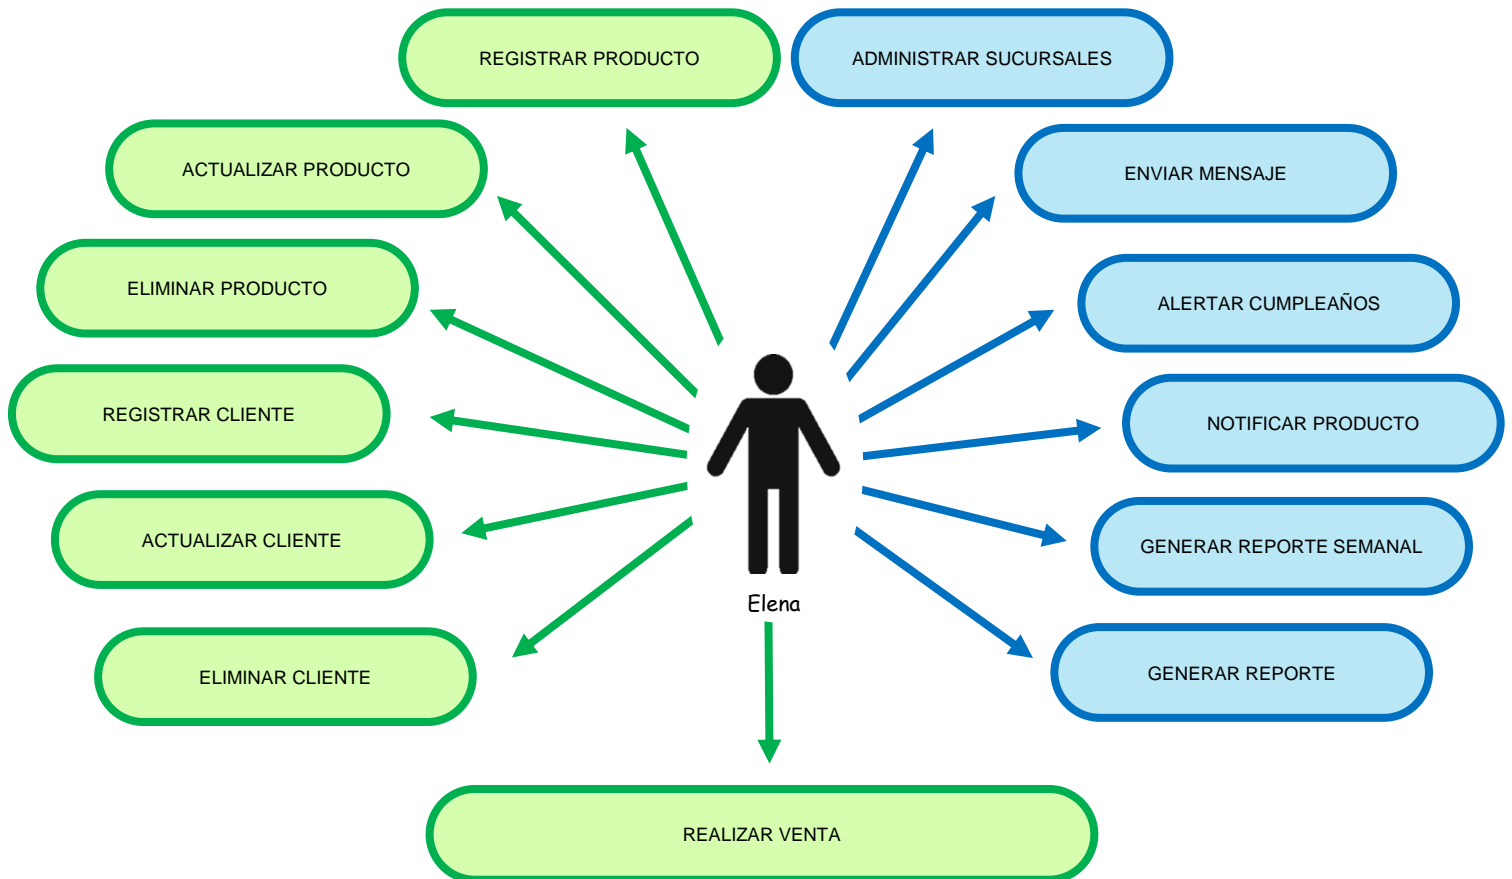 REGISTRAR PRODUCTO
ADMINISTRAR SUCURSALES
ACTUALIZAR PRODUCTO
ENVIAR MENSAJE
ELIMINAR PRODUCTO
ALERTAR CUMPLEAÑOS
REGISTRAR CLIENTE
NOTIFICAR PRODUCTO
ACTUALIZAR CLIENTE
GENERAR REPORTE SEMANAL
Elena
ELIMINAR CLIENTE
GENERAR REPORTE
REALIZAR VENTA